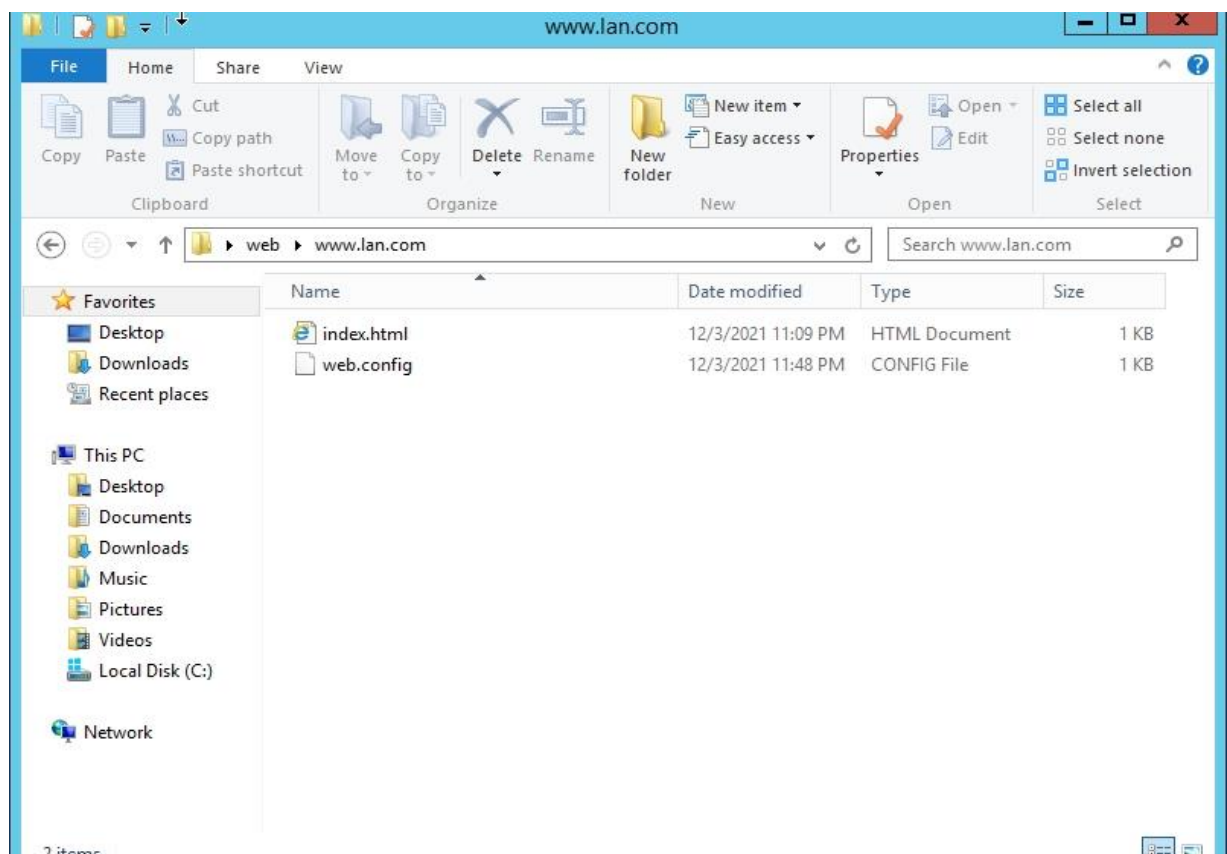 www.lan.com
File Home Share View
Cut
Copy path
Paste shortcut
Copy Paste
Clipboard
Move to Copy to Delete Rename
Organize
New folder
New item
Easy access
New
Properties
Open
Edit
Open
Select all
Select none
Invert selection
Select
web www.lan.com
Search www.lan.com
Name Date modified Type Size
index.html 12/3/2021 11:09 PM HTML Document 1 KB
web.config 12/3/2021 11:48 PM CONFIG File 1 KB
Favorites
Desktop
Downloads
Recent places
This PC
Desktop
Documents
Downloads
Music
Pictures
Videos
Local Disk (C:)
Network
2 items